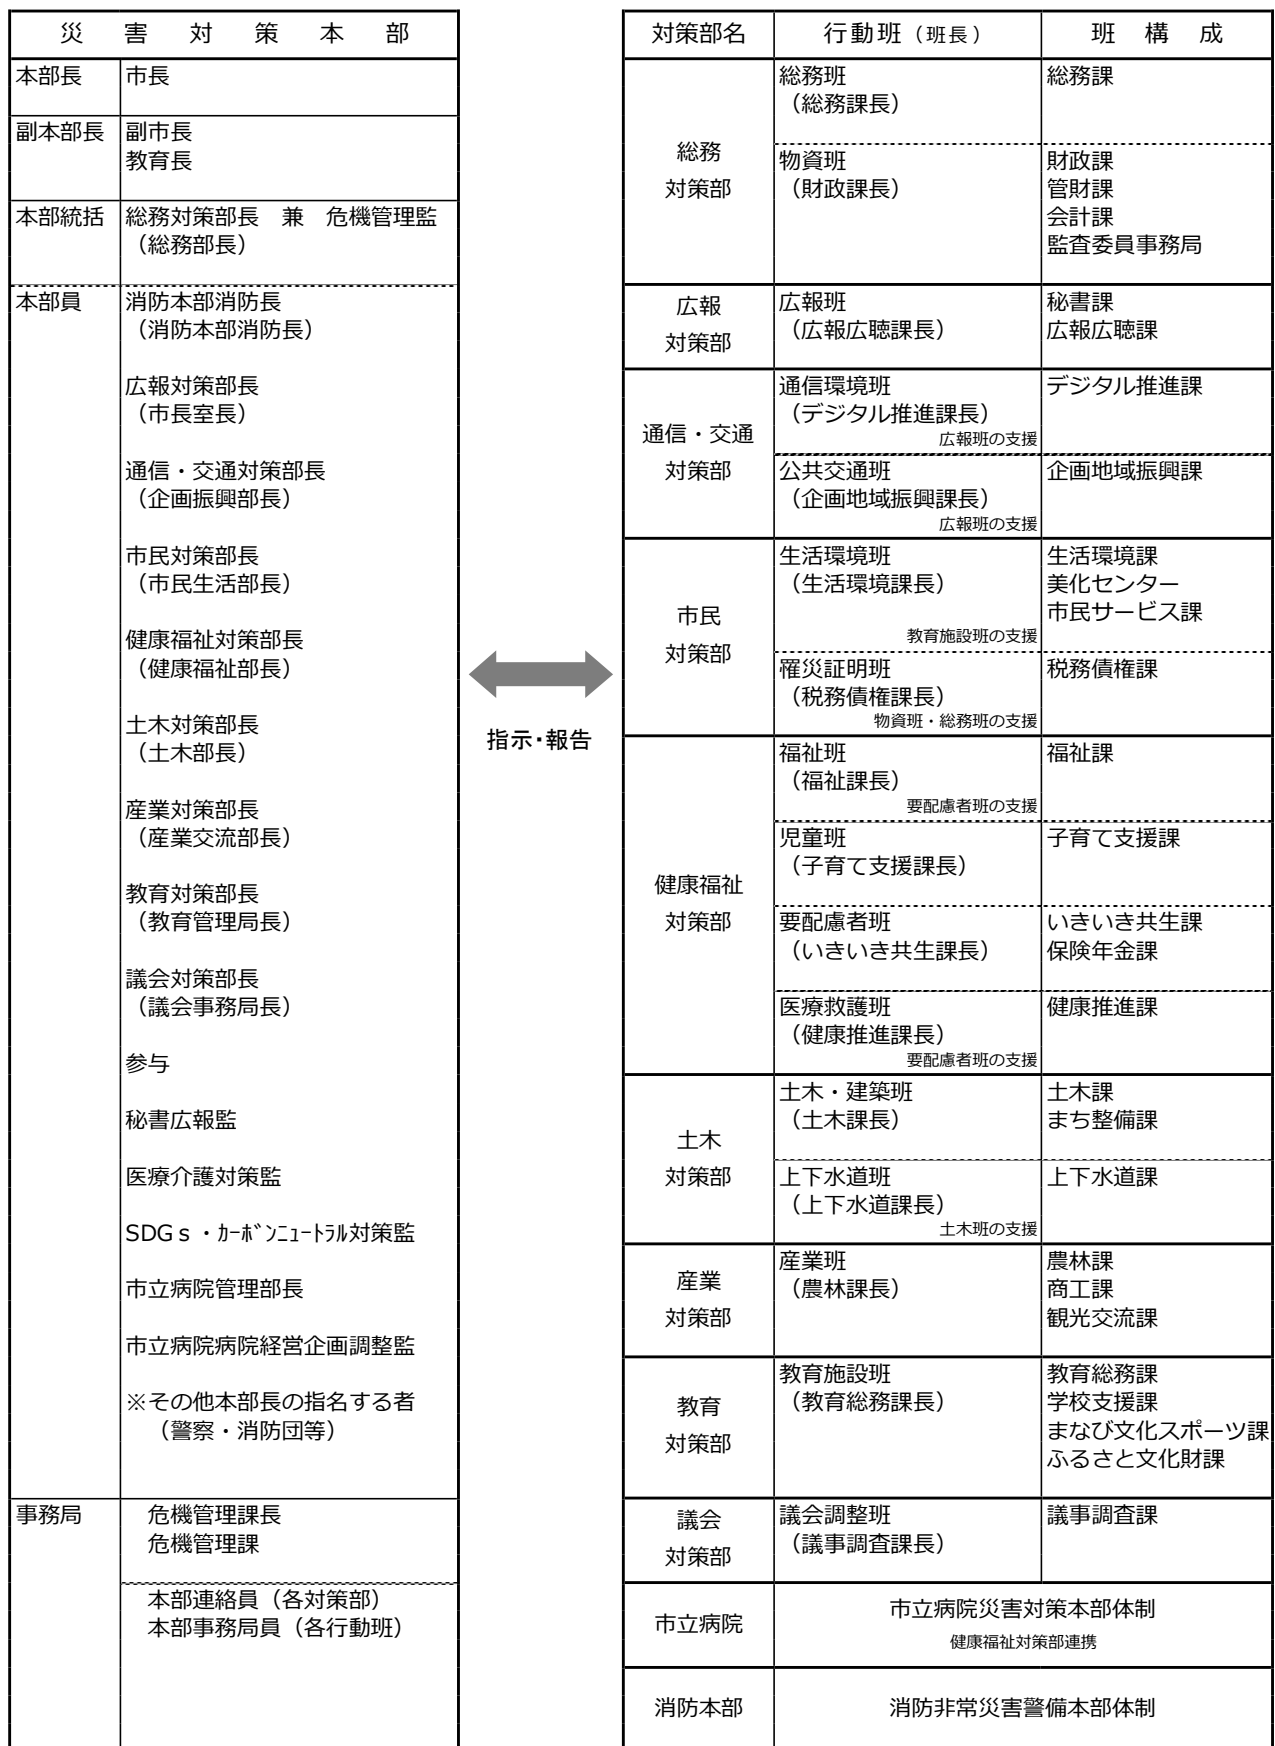 災害対策本部
本部長 市長
副本部長 副市長
教育長
本部統括 総務対策部長 兼 危機管理監
（総務部長）
本部員 消防本部消防長
（消防本部消防長）
広報対策部長
（市長室長）
通信・交通対策部長
（企画振興部長）
市民対策部長
（市民生活部長）
健康福祉対策部長
（健康福祉部長）
土木対策部長
（土木部長）
産業対策部長
（産業交流部長）
教育対策部長
（教育管理局長）
議会対策部長
（議会事務局長）
参与
秘書広報監
医療介護対策監
SDGｓ・ｶｰﾎﾞﾝﾆｭｰﾄﾗﾙ対策監
市立病院管理部長
市立病院病院経営企画調整監
※その他本部長の指名する者
（警察・消防団等）
事務局 危機管理課長
危機管理課
本部連絡員（各対策部）
本部事務局員（各行動班）
指示･報告
対策部名 行動班（班長） 班構成
総務
対策部
総務班 総務課
（総務課長）
物資班 財政課
（財政課長） 管財課
会計課
監査委員事務局
広報
対策部
広報班 秘書課
（広報広聴課長） 広報広聴課
通信・交通
対策部
通信環境班 デジタル推進課
（デジタル推進課長）
広報班の支援
公共交通班 企画地域振興課
（企画地域振興課長）
広報班の支援
市民
対策部
生活環境班 生活環境課
（生活環境課長） 美化センター
市民サービス課
教育施設班の支援
罹災証明班 税務債権課
（税務債権課長）
物資班・総務班の支援
健康福祉
対策部
福祉班 福祉課
（福祉課長）
要配慮者班の支援
児童班 子育て支援課
（子育て支援課長）
要配慮者班 いきいき共生課
（いきいき共生課長） 保険年金課
医療救護班 健康推進課
（健康推進課長）
要配慮者班の支援
土木
対策部
土木・建築班 土木課
（土木課長） まち整備課
上下水道班 上下水道課
（上下水道課長）
土木班の支援
産業
対策部
産業班 農林課
（農林課長） 商工課
観光交流課
教育
対策部
教育施設班 教育総務課
（教育総務課長） 学校支援課
まなび文化スポーツ課
ふるさと文化財課
議会
対策部
議会調整班 議事調査課
（議事調査課長）
市立病院 市立病院災害対策本部体制
健康福祉対策部連携
消防本部 消防非常災害警備本部体制